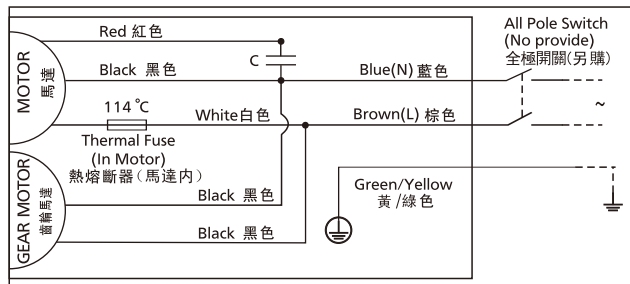 Red 紅色
Black 黑色
C
MOTOR
馬達
114 ℃
White白色
Thermal Fuse
(In Motor)
熱熔斷器(馬達内)
GEAR MOTOR
齒輪馬達
Black 黑色
Black 黑色
Blue(N) 藍色
Brown(L) 棕色
Green/Yellow
黃/綠色
All Pole Switch
(No provide)
全極開關(另購)
~